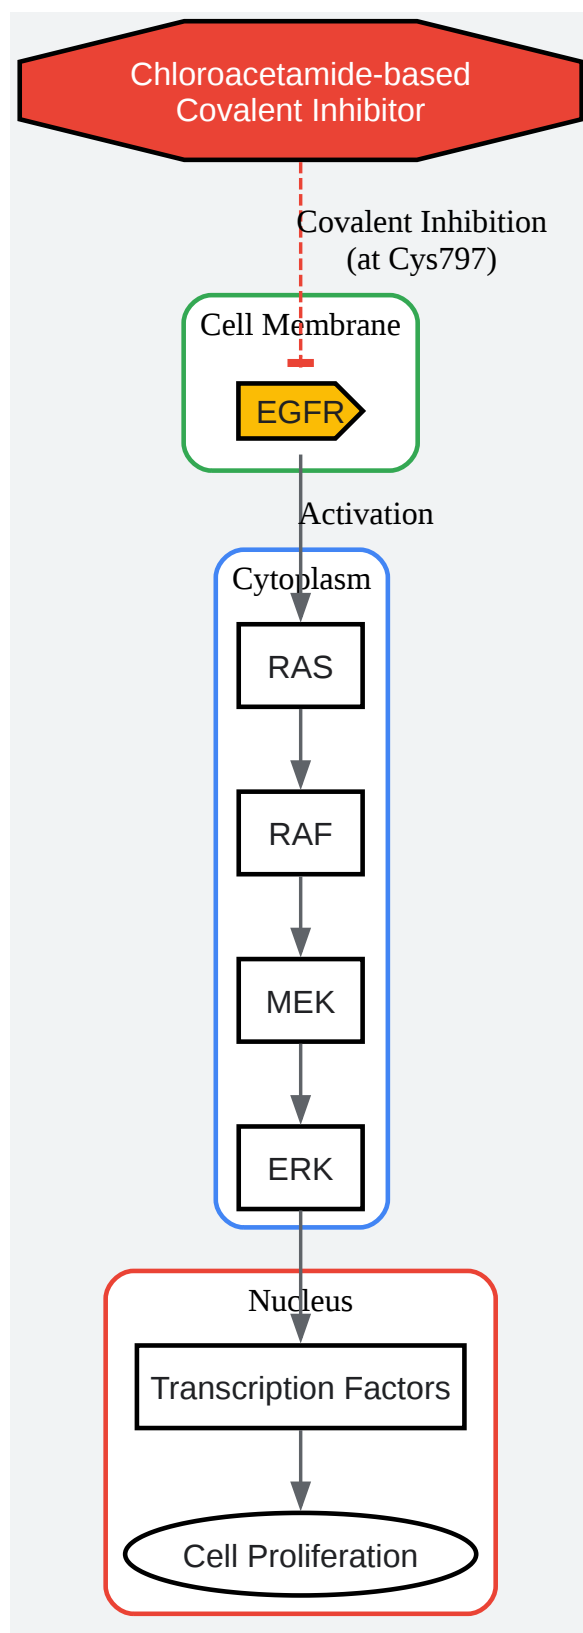 Chloroacetamide-based
Covalent Inhibitor
Covalent Inhibition
(at Cys797)
Cell Membrane
EGFR
Activation
Cytoplasm
RAS
RAF
MEK
ERK
Nucleus
Transcription Factors
Cell Proliferation